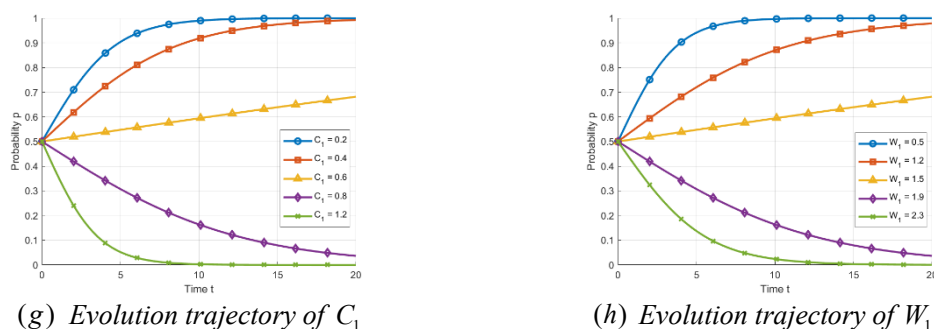 1
0.9
0.8
0.7
0.6
0.5
0.4
0.3
0.2
0.1
0
Probability p
0 5 10 15 20
Time t
C1 = 0.2
C1 = 0.4
C1 = 0.6
C1 = 0.8
C1 = 1.2
(g) Evolution trajectory of C1
1
0.9
0.8
0.7
0.6
0.5
0.4
0.3
0.2
0.1
0
Probability p
0 5 10 15 20
Time t
W1 = 0.5
W1 = 1.2
W1 = 1.5
W1 = 1.9
W1 = 2.3
(h) Evolution trajectory of W1